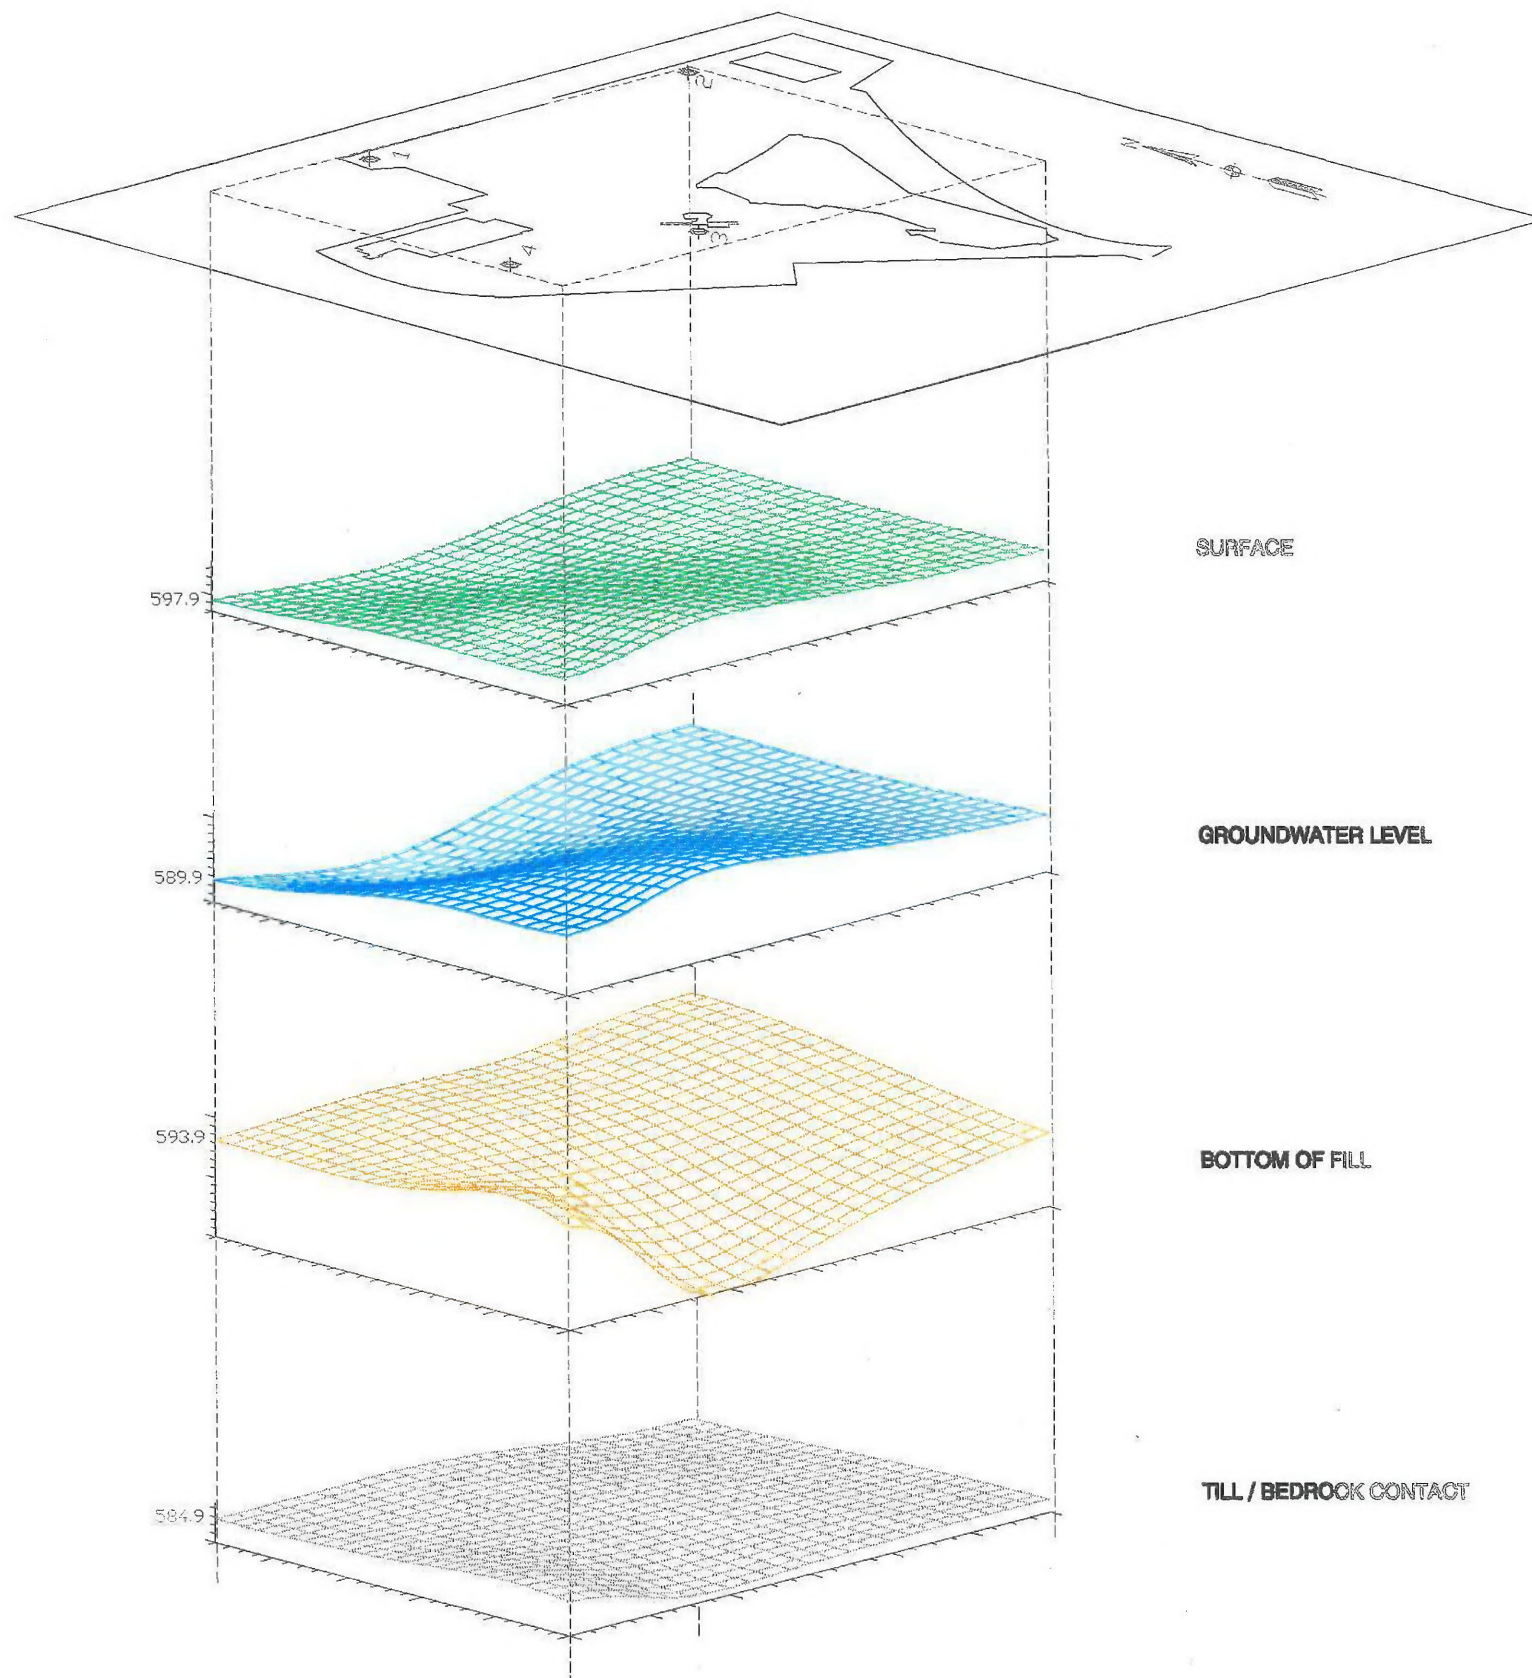 2
1
N
3
4
SURFACE
597.9
GROUNDWATER LEVEL
589.9
593.9
BOTTOM OF FILL
584.9
TILL / BEDROCK CONTACT